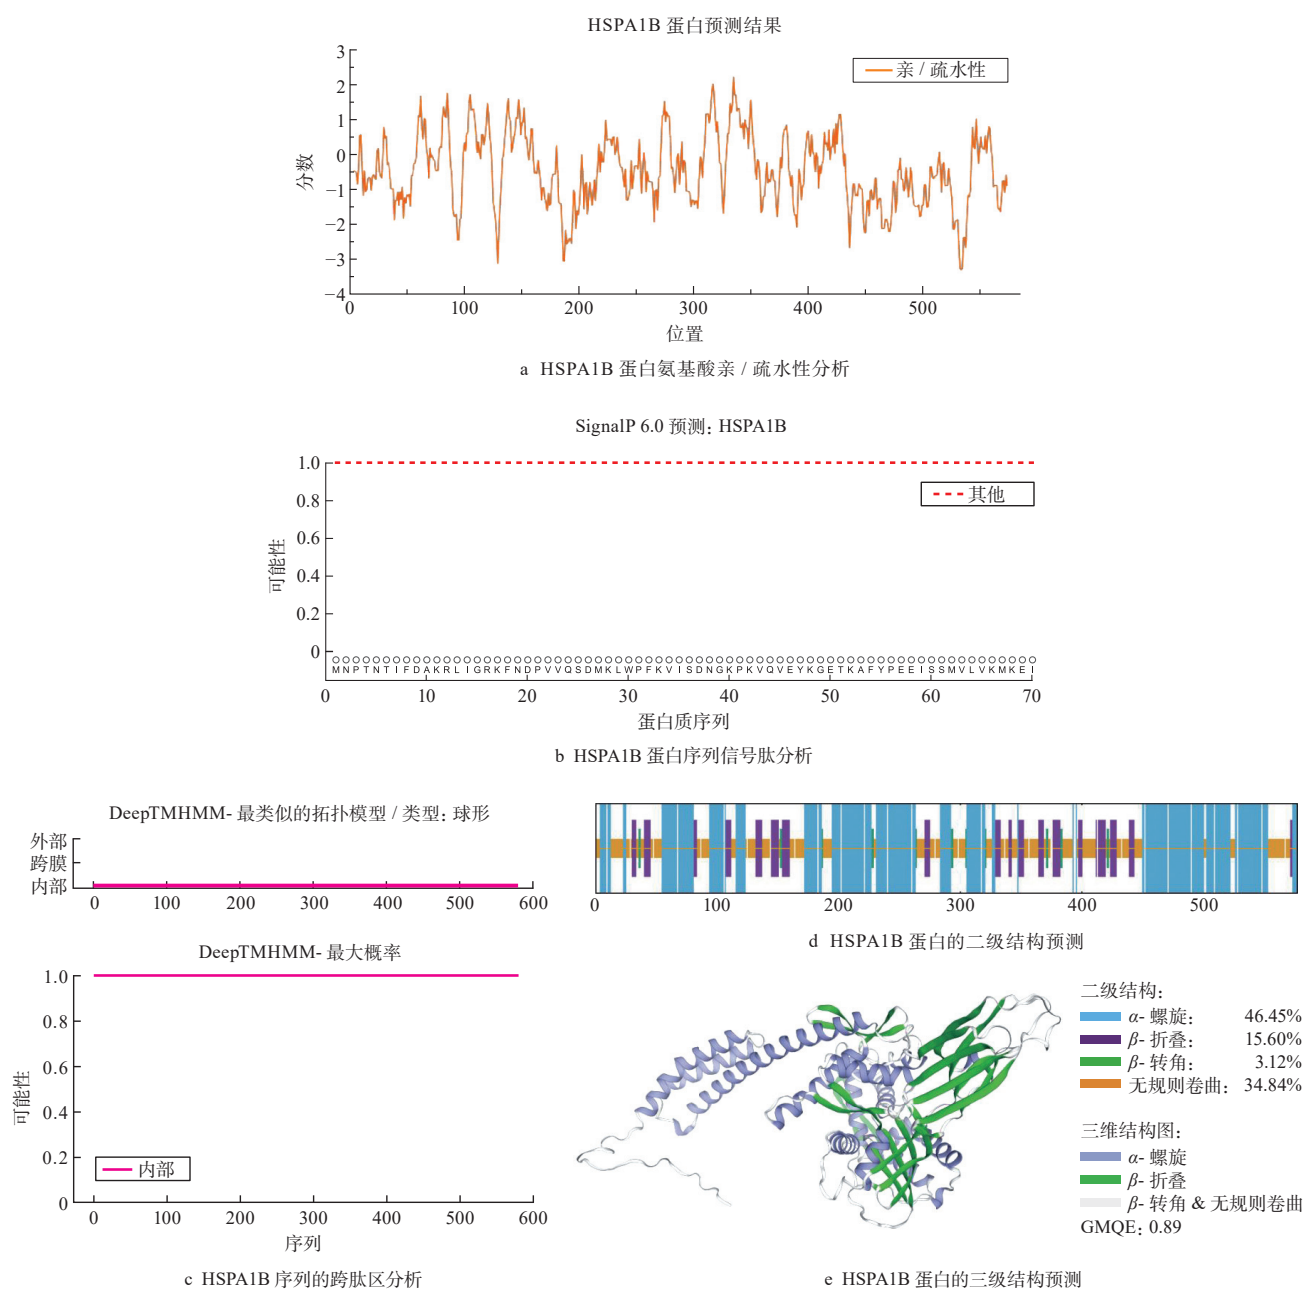 HSPA1B 蛋白预测结果
3
2
1
0
−1
−2
−3
−4
分数
亲 / 疏水性
0 100 200 300 400 500
位置
a HSPA1B 蛋白氨基酸亲 / 疏水性分析
SignalP 6.0 预测: HSPA1B
1.0
0.8
0.6
0.4
0.2
0
可能性
其他
M N P T N T I F D A K R L I G R K F N D P V V Q S D M K L W P F K V I S D N G K P K V Q V E Y K G E T K A F Y P E E I S S M V L V K M K E I
0 10 20 30 40 50 60 70
蛋白质序列
b HSPA1B 蛋白序列信号肽分析
DeepTMHMM- 最类似的拓扑模型 / 类型: 球形
外部
跨膜
内部
0 100 200 300 400 500 600
DeepTMHMM- 最大概率
1.0
0.8
0.6
0.4
0.2
0
可能性
内部
0 100 200 300 400 500 600
序列
c HSPA1B 序列的跨肽区分析
0 100 200 300 400 500
d HSPA1B 蛋白的二级结构预测
二级结构:
α- 螺旋: 46.45%
β- 折叠: 15.60%
β- 转角: 3.12%
无规则卷曲: 34.84%
三维结构图:
α- 螺旋
β- 折叠
β- 转角 & 无规则卷曲
GMQE: 0.89
e HSPA1B 蛋白的三级结构预测